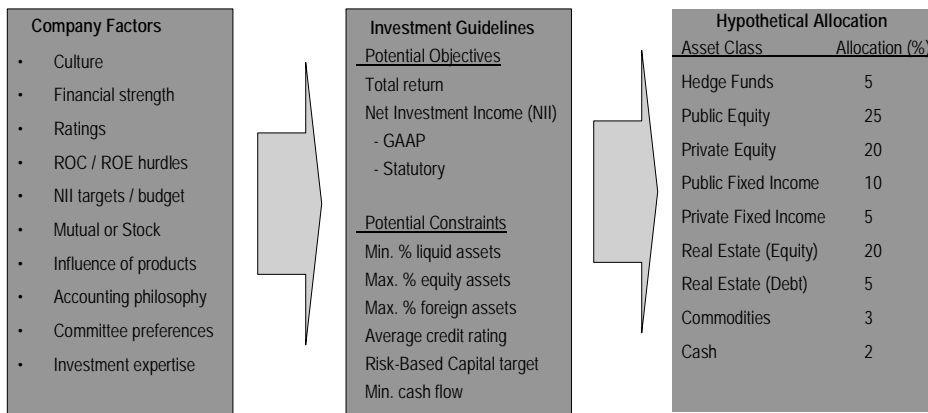 Company Factors
• Culture
• Financial strength
• Ratings
• ROC / ROE hurdles
• NII targets / budget
• Mutual or Stock
• Influence of products
• Accounting philosophy
• Committee preferences
• Investment expertise
Investment Guidelines
Potential Objectives
Total return
Net Investment Income (NII)
- GAAP
- Statutory
Potential Constraints
Min. % liquid assets
Max. % equity assets
Max. % foreign assets
Average credit rating
Risk-Based Capital target
Min. cash flow
Hypothetical Allocation
Asset Class Allocation (%)
Hedge Funds 5
Public Equity 25
Private Equity 20
Public Fixed Income 10
Private Fixed Income 5
Real Estate (Equity) 20
Real Estate (Debt) 5
Commodities 3
Cash 2